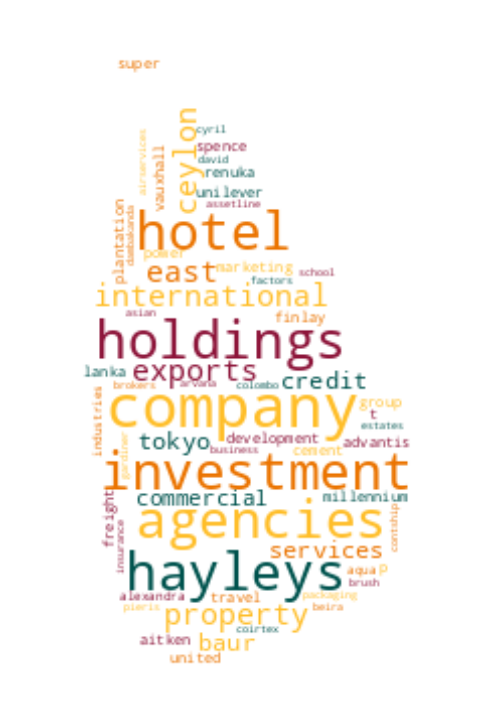 super
cyril
ceylon
spence
david
airservices
vauxhall
renuka
unilever
assetline
plantation
dambakanda
hotel
power
east
marketing
school
factors
international
asian
finlay
holdings
lanka
exports
arvana
colombo
credit
brokers
company
group
t
estates
industries
gardiner
tokyo
development
business
cement
advantis
investment
commercial
millennium
freight
insurance
agencies
contship
services
hayleys
aqua
p
brush
alexandra
travel
packaging
pieris
property
beira
coirtex
aitken
baur
united